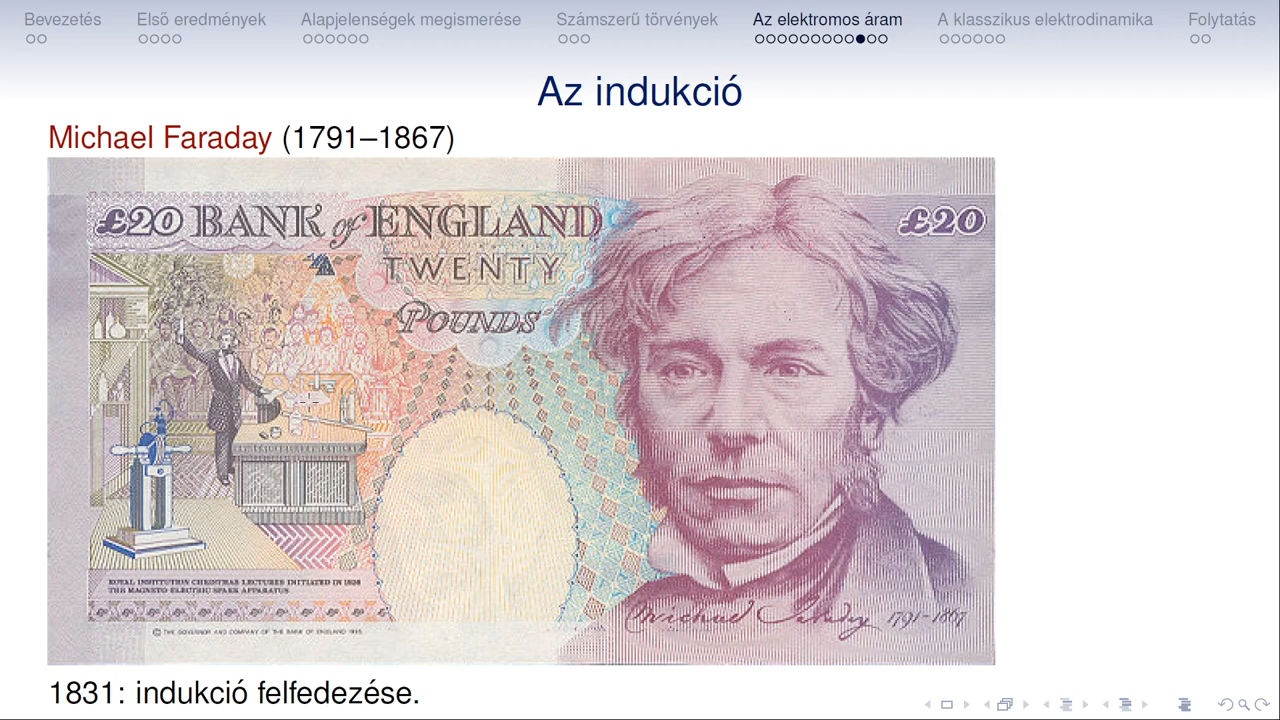 Bevezetés Első eredmények Alapjelenségek megismerése Számszerű törvények Az elektromos áram A klasszikus elektrodinamika Folytatás
Az indukció
Michael Faraday (1791–1867)
£20 BANK of ENGLAND £20
TWENTY
POUNDS
ROYAL INSTITUTION CHRISTMAS LECTURES INITIATED IN 1826
THE MAGNETO-ELECTRIC SPARK APPARATUS
Michael Faraday 1791-1867
© THE GOVERNOR AND COMPANY OF THE BANK OF ENGLAND
1831: indukció felfedezése.